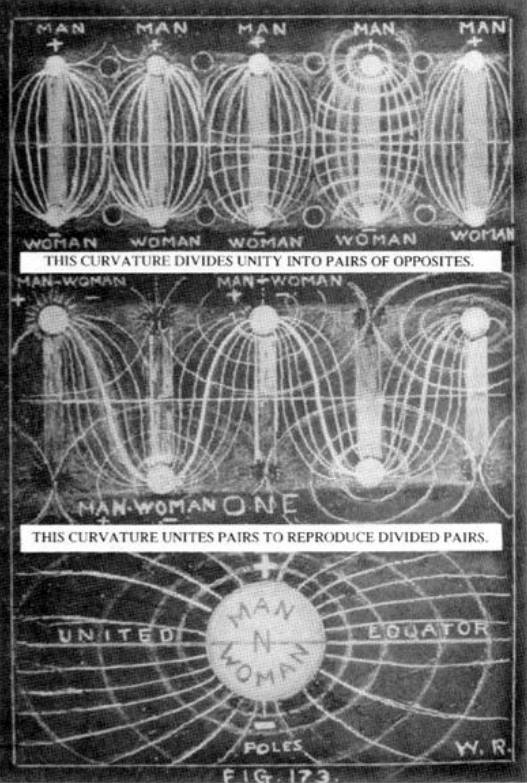 MAN MAN MAN MAN MAN
+ + + + +
- - - - -
WOMAN WOMAN WOMAN WOMAN WOMAN
THIS CURVATURE DIVIDES UNITY INTO PAIRS OF OPPOSITES.
MAN-WOMAN MAN-WOMAN
+ - + -
MAN-WOMAN ONE
+ -
THIS CURVATURE UNITES PAIRS TO REPRODUCE DIVIDED PAIRS.
+
MAN
UNITED N EQUATOR
WOMAN
-
POLES W.R.
FIG. 173